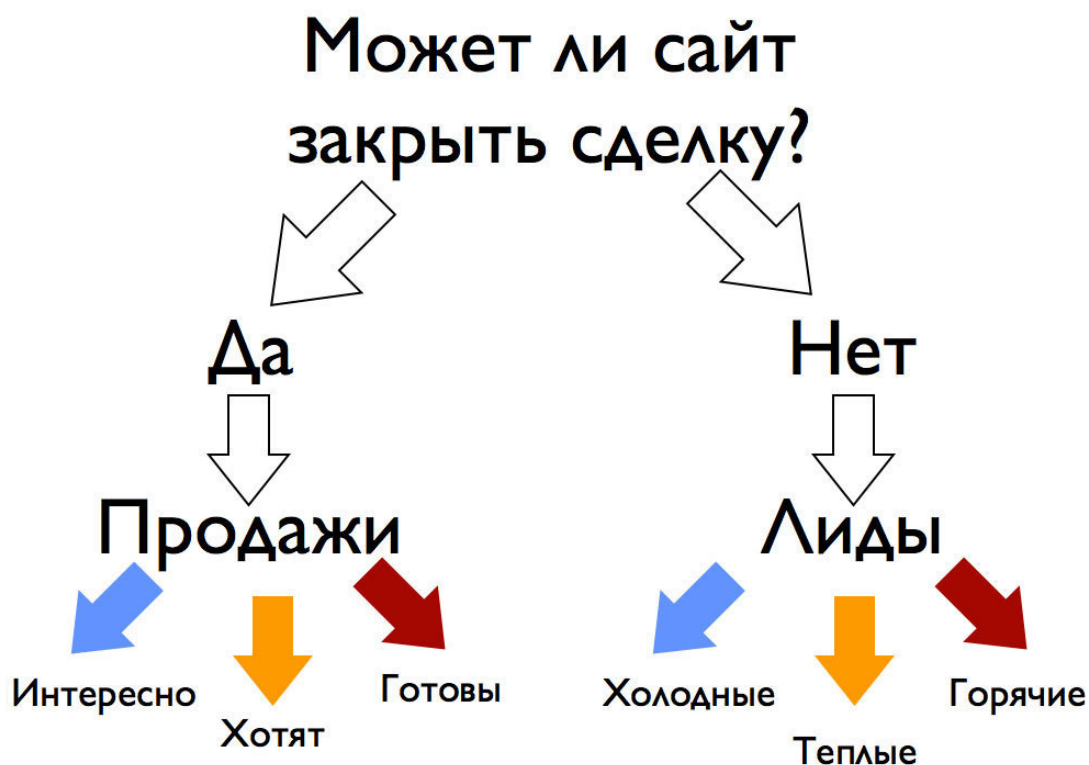 Может ли сайт
закрыть сделку?
Да
Нет
Продажи
Лиды
Интересно
Хотят
Готовы
Холодные
Теплые
Горячие